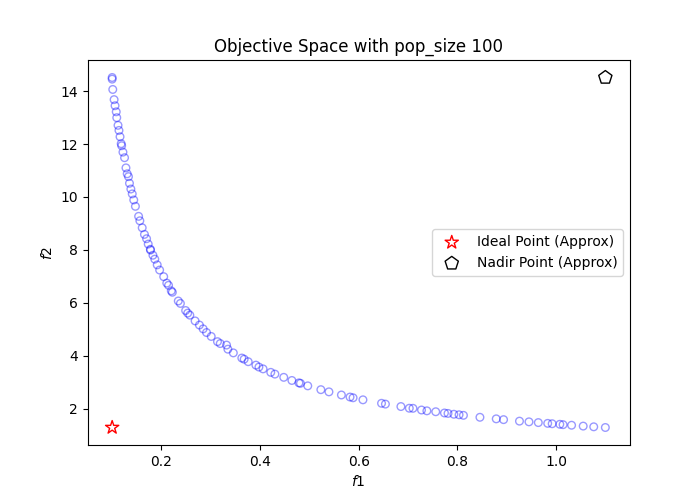 Objective Space with pop_size 100
f2
14
12
10
8
6
4
2
Ideal Point (Approx)
Nadir Point (Approx)
0.2 0.4 0.6 0.8 1.0
f1